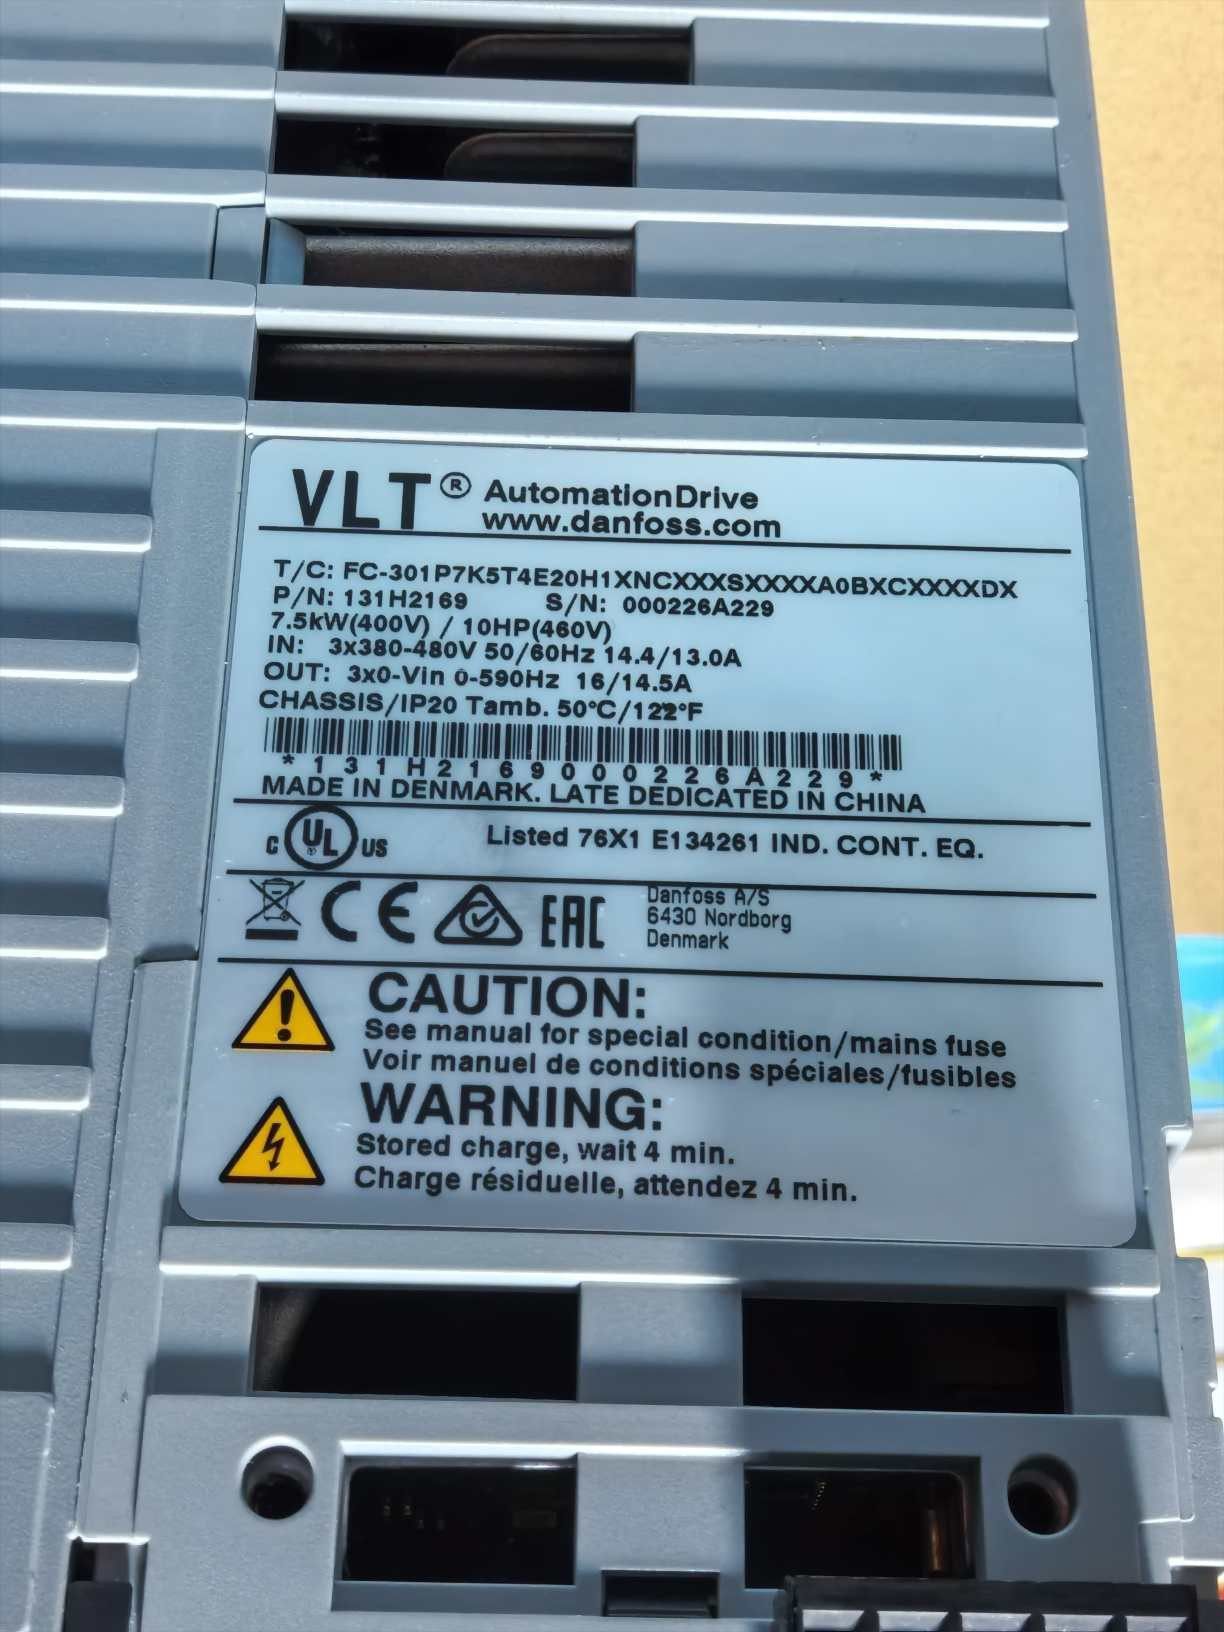 VLT® AutomationDrive
www.danfoss.com
T/C: FC-301P7K5T4E20H1XNCXXXSXXXXA0BXCXXXXDX
P/N: 131H2169 S/N: 000226A229
7.5kW(400V) / 10HP(460V)
IN: 3x380-480V 50/60Hz 14.4/13.0A
OUT: 3x0-Vin 0-590Hz 16/14.5A
CHASSIS/IP20 Tamb. 50°C/122°F
*131H2169000226A229*
MADE IN DENMARK. LATE DEDICATED IN CHINA
C UL US Listed 76X1 E134261 IND. CONT. EQ.
CE EAC
Danfoss A/S
6430 Nordborg
Denmark
CAUTION:
See manual for special condition/mains fuse
Voir manuel de conditions spéciales/fusibles
WARNING:
Stored charge, wait 4 min.
Charge résiduelle, attendez 4 min.